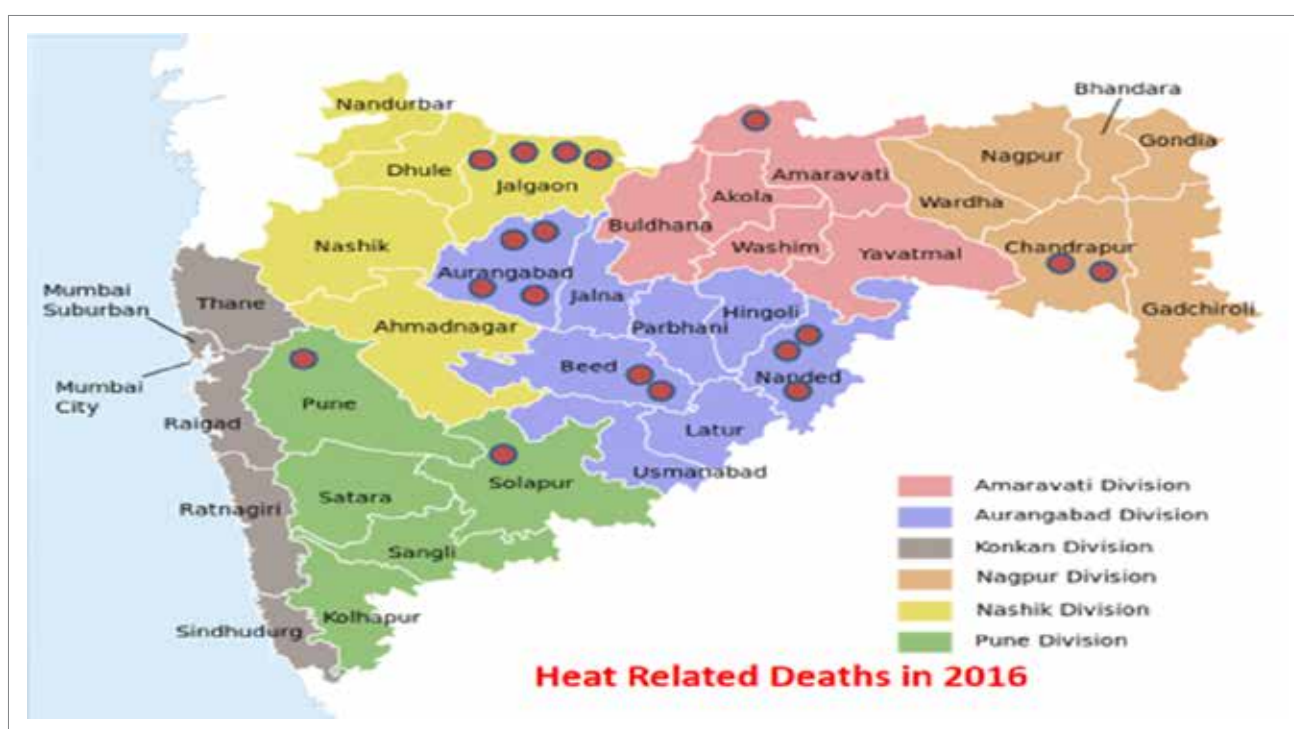 Nandurbar
Bhandara
Gondia
Nagpur
Dhule
Jalgaon
Amaravati
Akola
Wardha
Buldhana
Nashik
Washim
Yavatmal
Chandrapur
Aurangabad
Jalna
Mumbai
Suburban
Thane
Hingoli
Gadchiroli
Ahmadnagar
Parbhani
Beed
Nanded
Mumbai
City
Pune
Raigad
Latur
Usmanabad
Solapur
Satara
Ratnagiri
Sangli
Kolhapur
Sindhudurg
Amaravati Division
Aurangabad Division
Konkan Division
Nagpur Division
Nashik Division
Pune Division
Heat Related Deaths in 2016